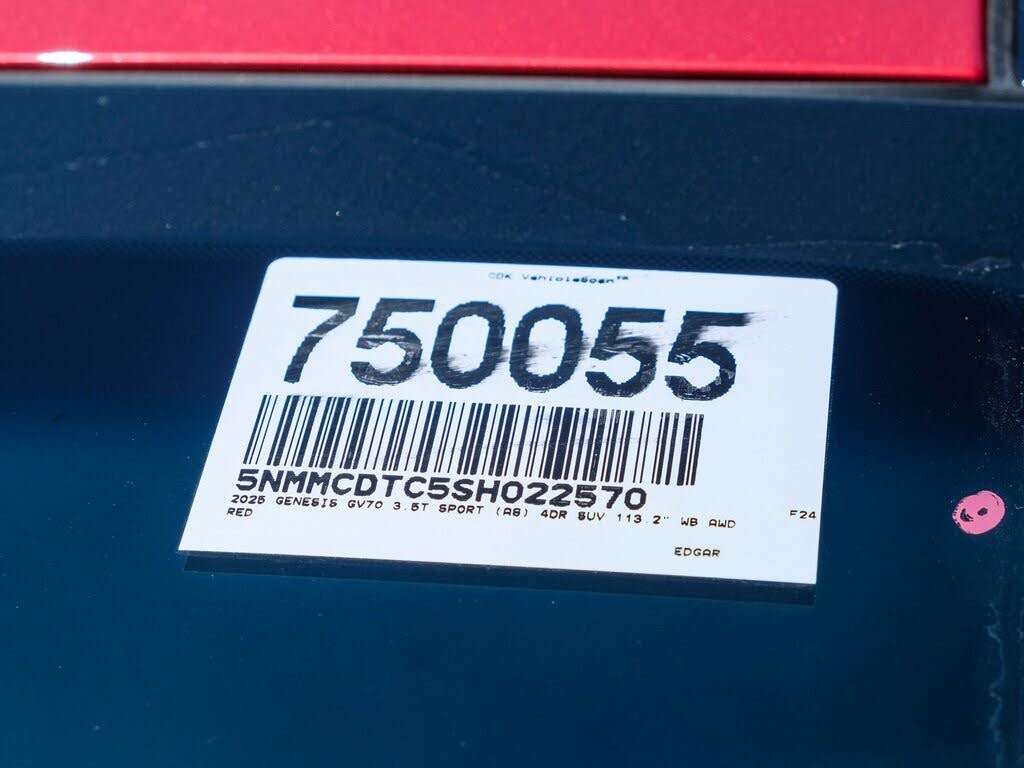 CDK VehicleScan™
750055
5NMMCDTC5SH022570
2025 GENESIS GV70 3.5T SPORT (A8) 4DR SUV 113.2" WB AWD F24
RED
EDGAR